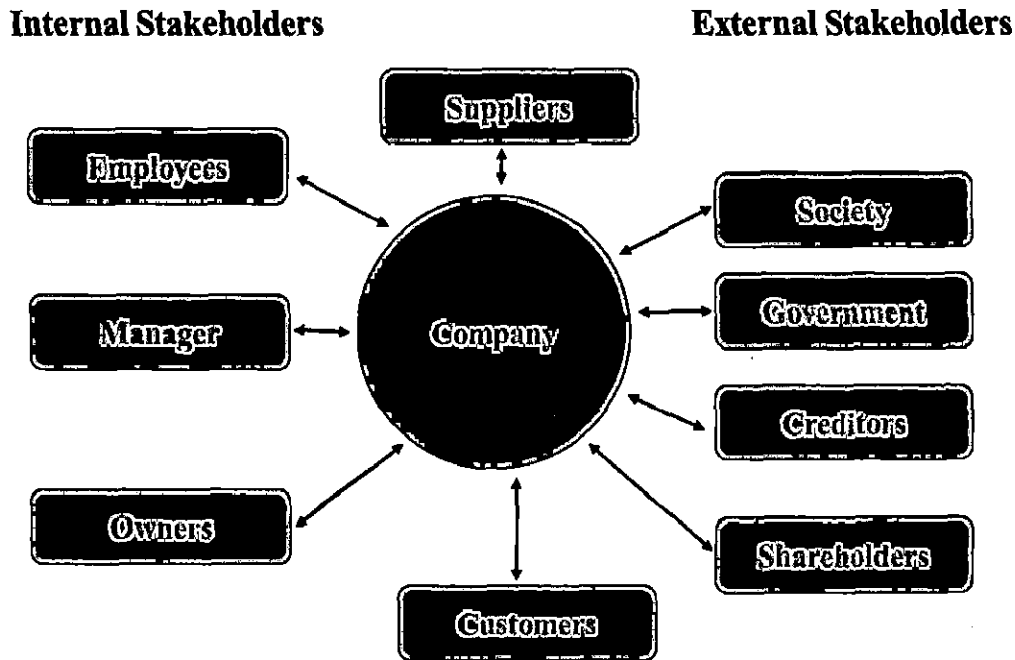 Internal Stakeholders
External Stakeholders
Suppliers
Employees
Society
Manager
Company
Government
Creditors
Owners
Shareholders
Customers